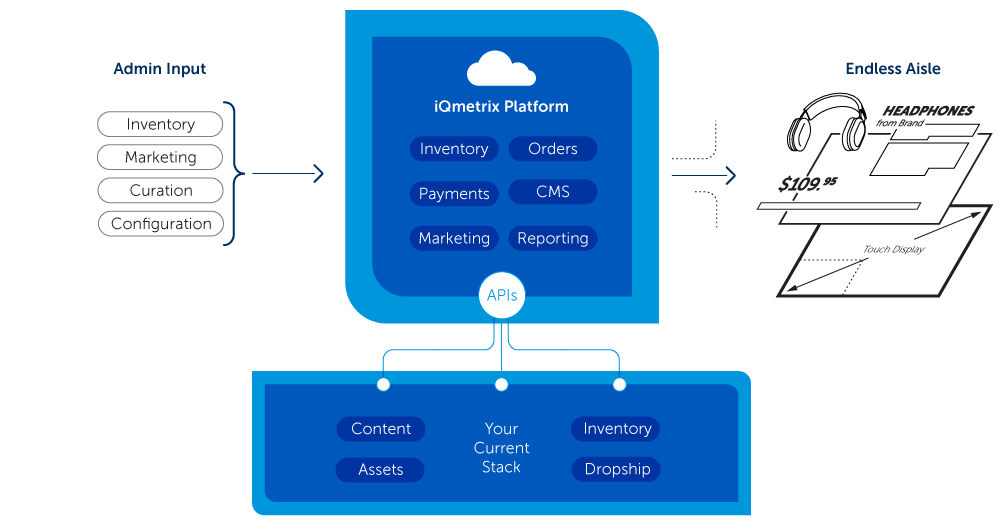 Admin Input
Inventory
Marketing
Curation
Configuration
iQmetrix Platform
Inventory
Orders
Payments
CMS
Marketing
Reporting
APIs
Endless Aisle
HEADPHONES
from Brand
$109.95
Touch Display
Content
Assets
Your
Current
Stack
Inventory
Dropship